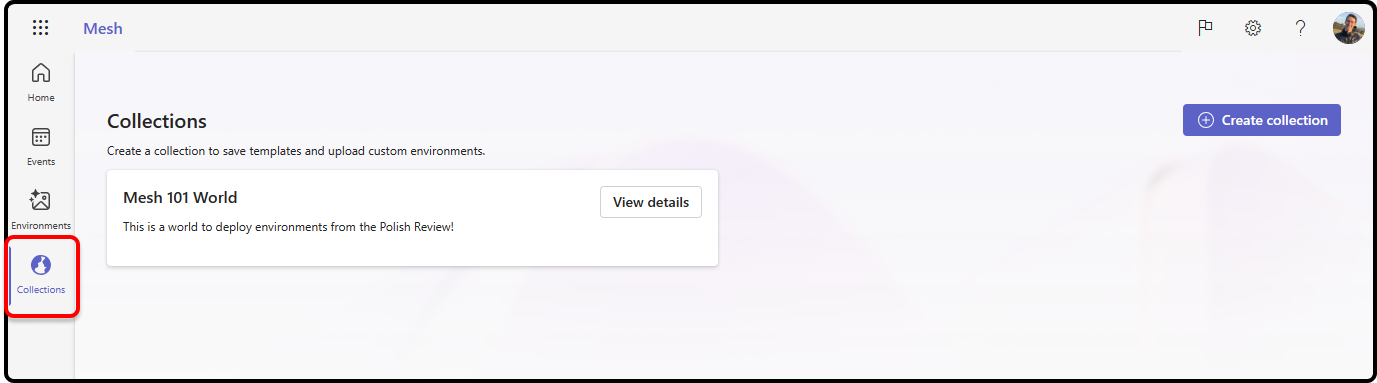 Mesh
Home
Events
Environments
Collections
Collections
Create collection
Create a collection to save templates and upload custom environments.
Mesh 101 World
View details
This is a world to deploy environments from the Polish Review!